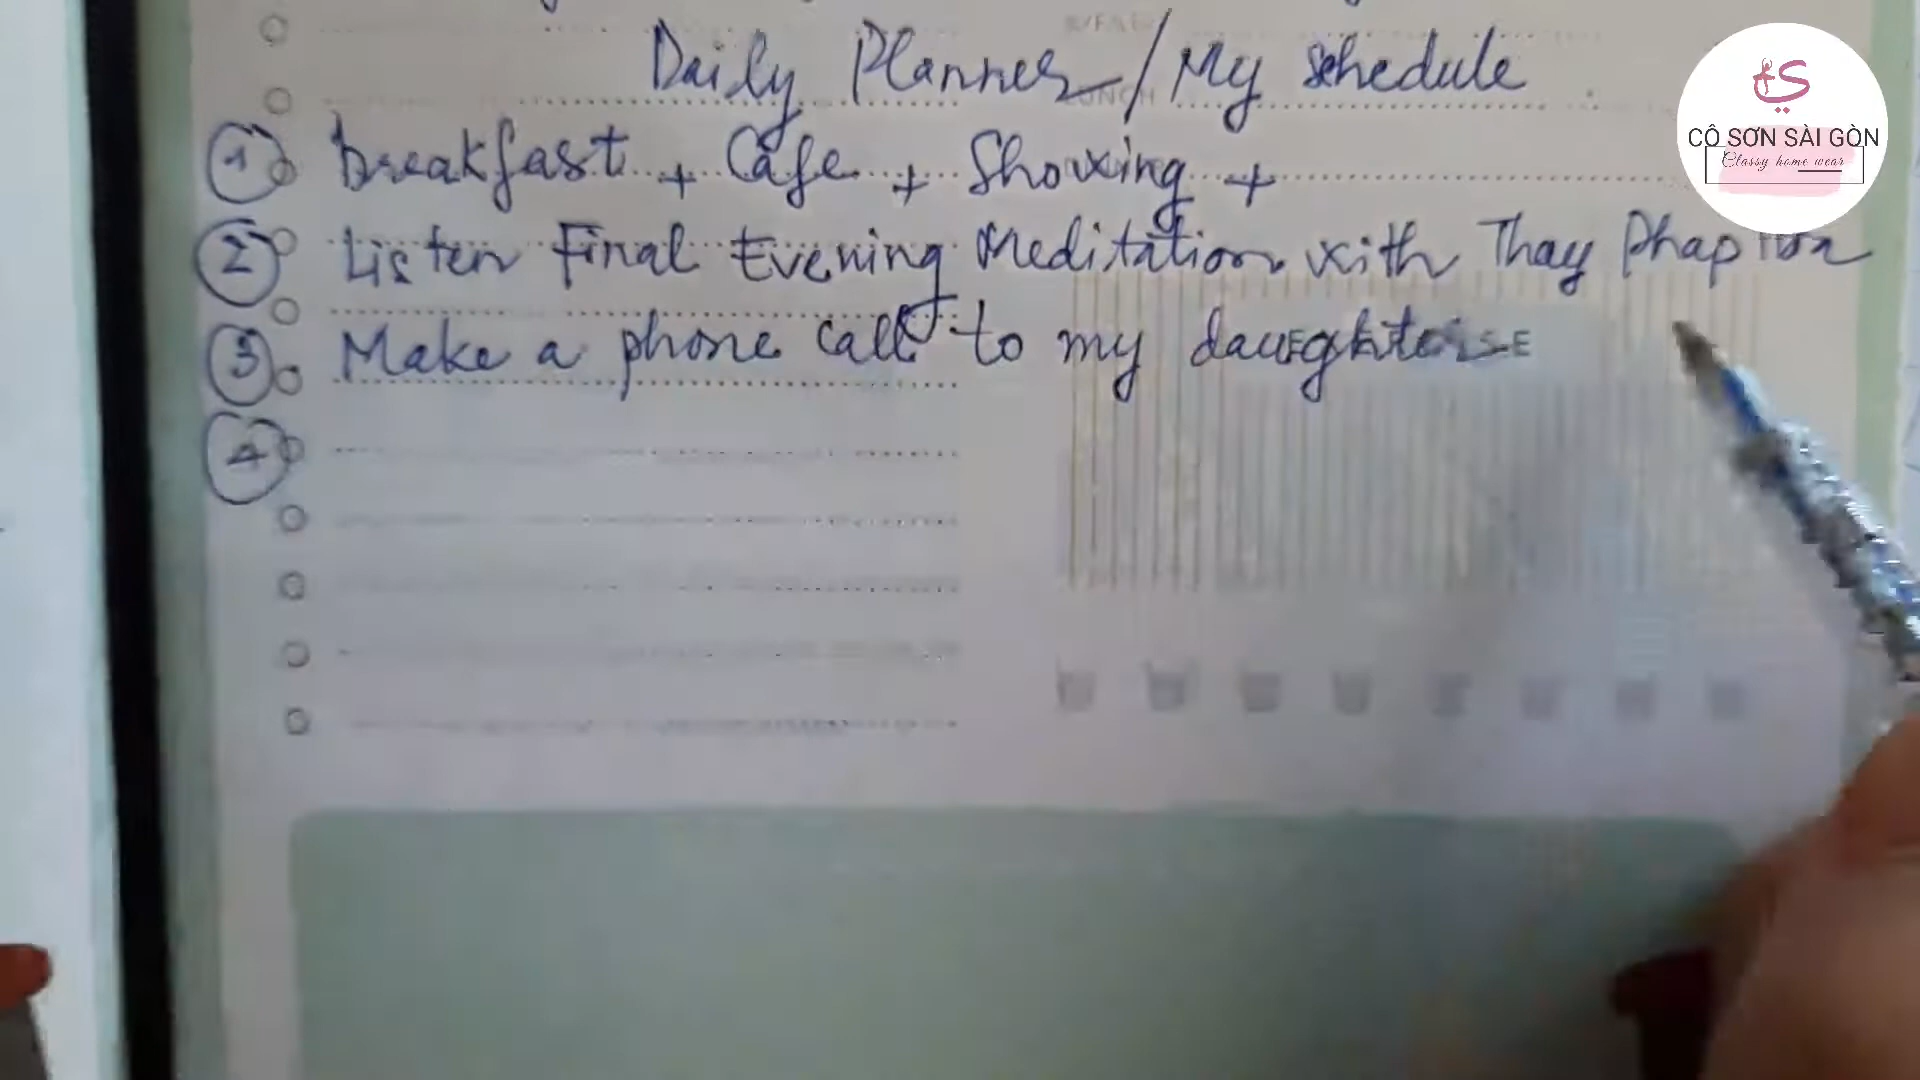 Daily Planner / My schedule
① Breakfast + Cafe + Showing +
② Listen Final Evening Meditation with Thay Phap
③ Make a phone call to my daughter
④
CÔ SƠN SÀI GÒN
Classy home wear